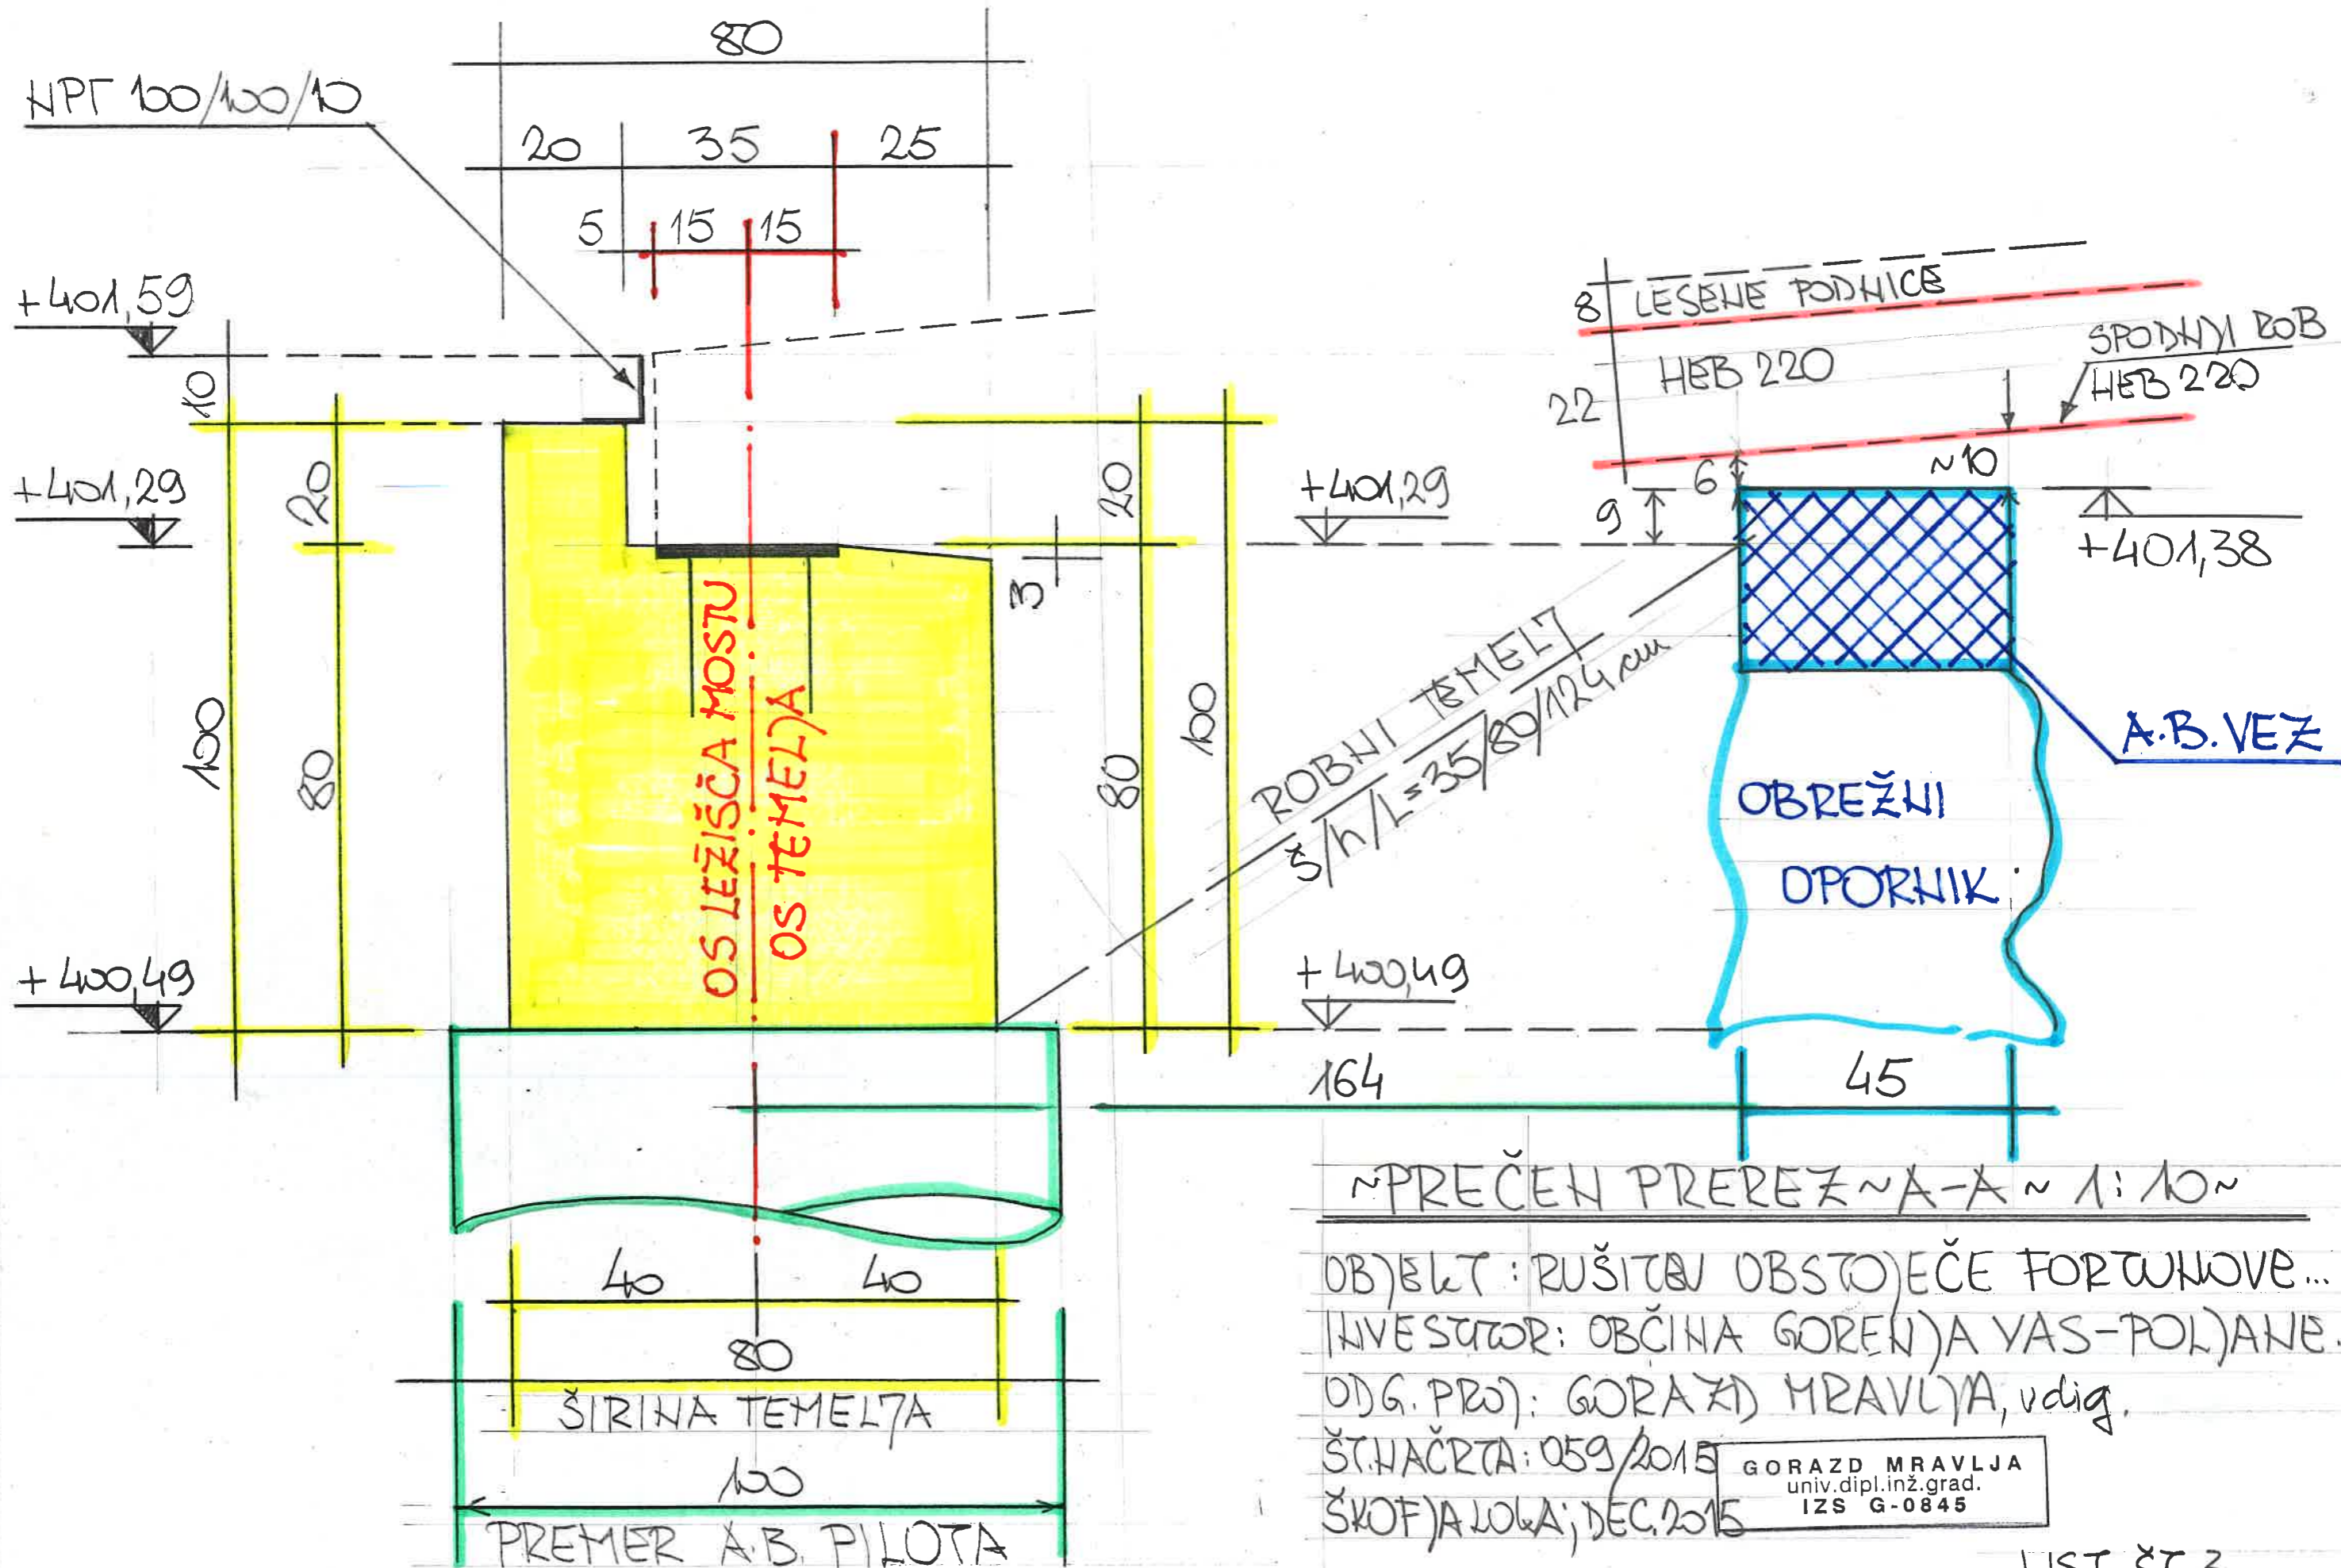 80
NPΓ 100/100/10
20 35 25
5 15 15
+401,59
10
+401,29
20
100
80
+400,49
OS LEŽIŠČA MOSTU
OS TEMELJA
20
3
80
100
+401,29
9
6
~10
8 LESENE PODNICE
22 HEB 220
SPODNJI ROB
HEB 220
+401,38
ROBNI TEMELJ
Š/h/L=35/80/124 cm
A.B. VEZ
OBREŽNI
OPORNIK
+400,49
164 45
40 40
80
ŠIRINA TEMELJA
100
PREMER A.B. PILOTA
~PREČEN PREREZ~A-A~ 1:10~
OBJEKT: RUŠITEV OBSTOJEČE FORTUNOVE...
INVESTITOR: OBČINA GORENJA VAS-POLJANE.
ODG. PROJ: GORAZD MRAVLJA, udig.
ŠT.NAČRTA: 059/2015
ŠKOFJA LOKA; DEC. 2015
GORAZD MRAVLJA
univ.dipl.inž.grad.
IZS G-0845
LIST ŠT.